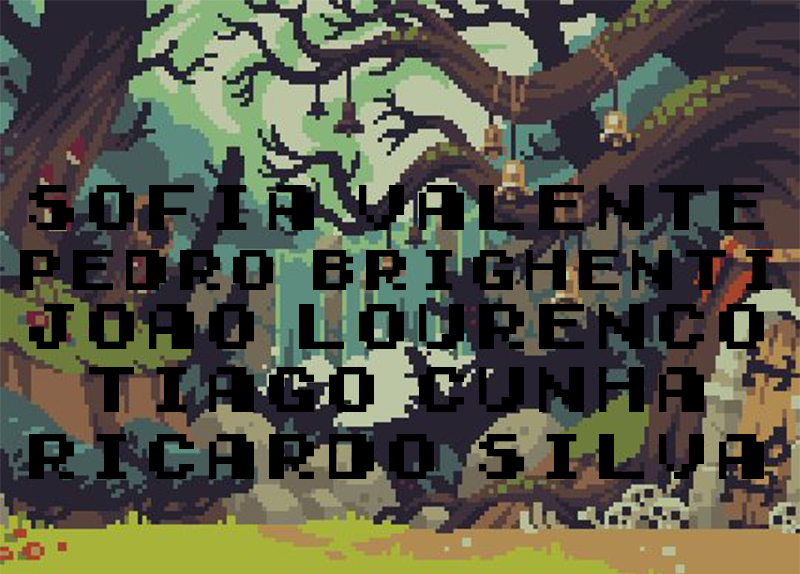 SOFIA VALENTE
PEDRO BRIGHENTI
JOAO LOURENCO
TIAGO CUNHA
RICARDO SILVA